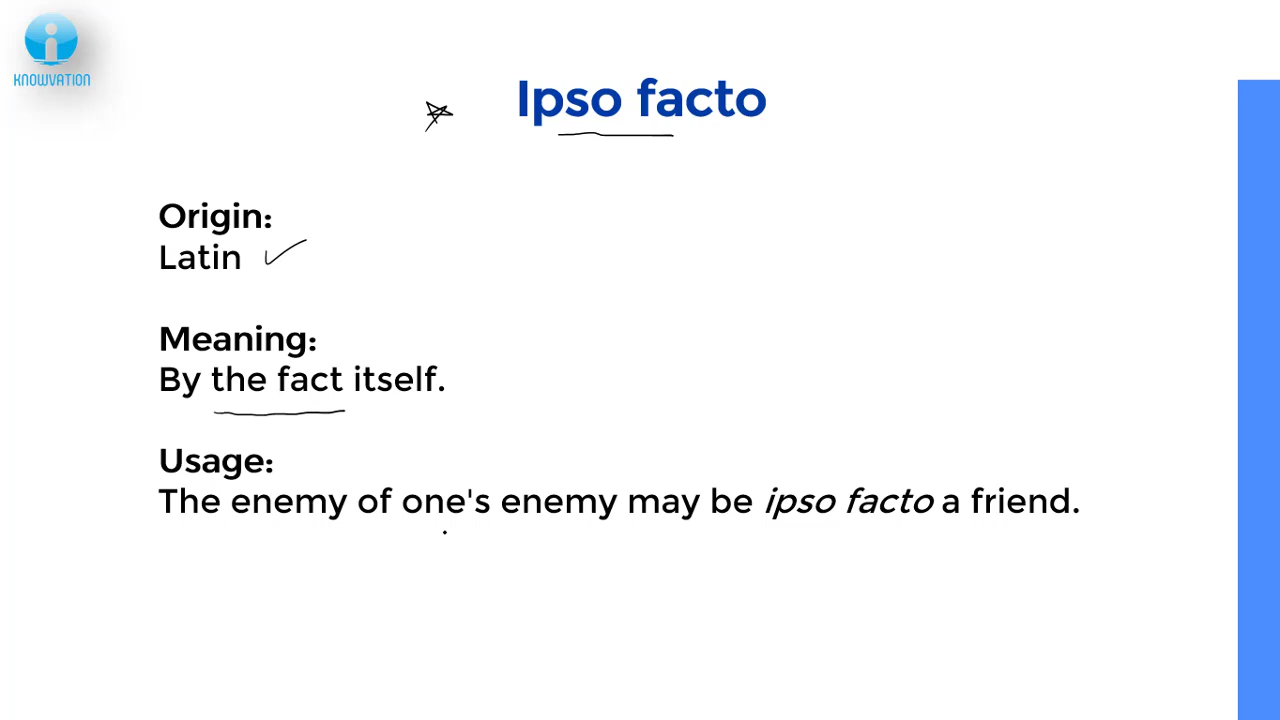 i
KNOWVATION
Ipso facto
Origin:
Latin
Meaning:
By the fact itself.
Usage:
The enemy of one's enemy may be ipso facto a friend.